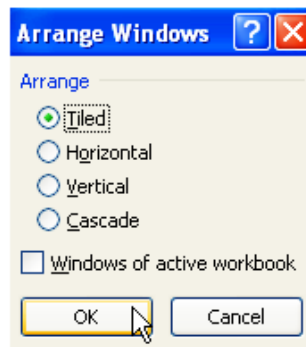 Arrange Windows ?
Arrange
Tiled
Horizontal
Vertical
Cascade
Windows of active workbook
OK Cancel